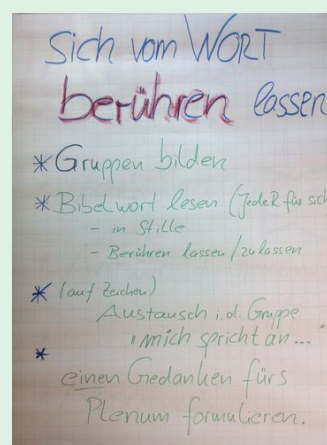 Sich vom WORT
berühren lassen
* Gruppen bilden
* Bibelwort lesen (JedeR für sich
- in Stille
- Berühren lassen / zulassen
* (auf Zeichen)
Austausch i.d. Gruppe
"mich spricht an..."
*
einen Gedanken fürs
Plenum formulieren.